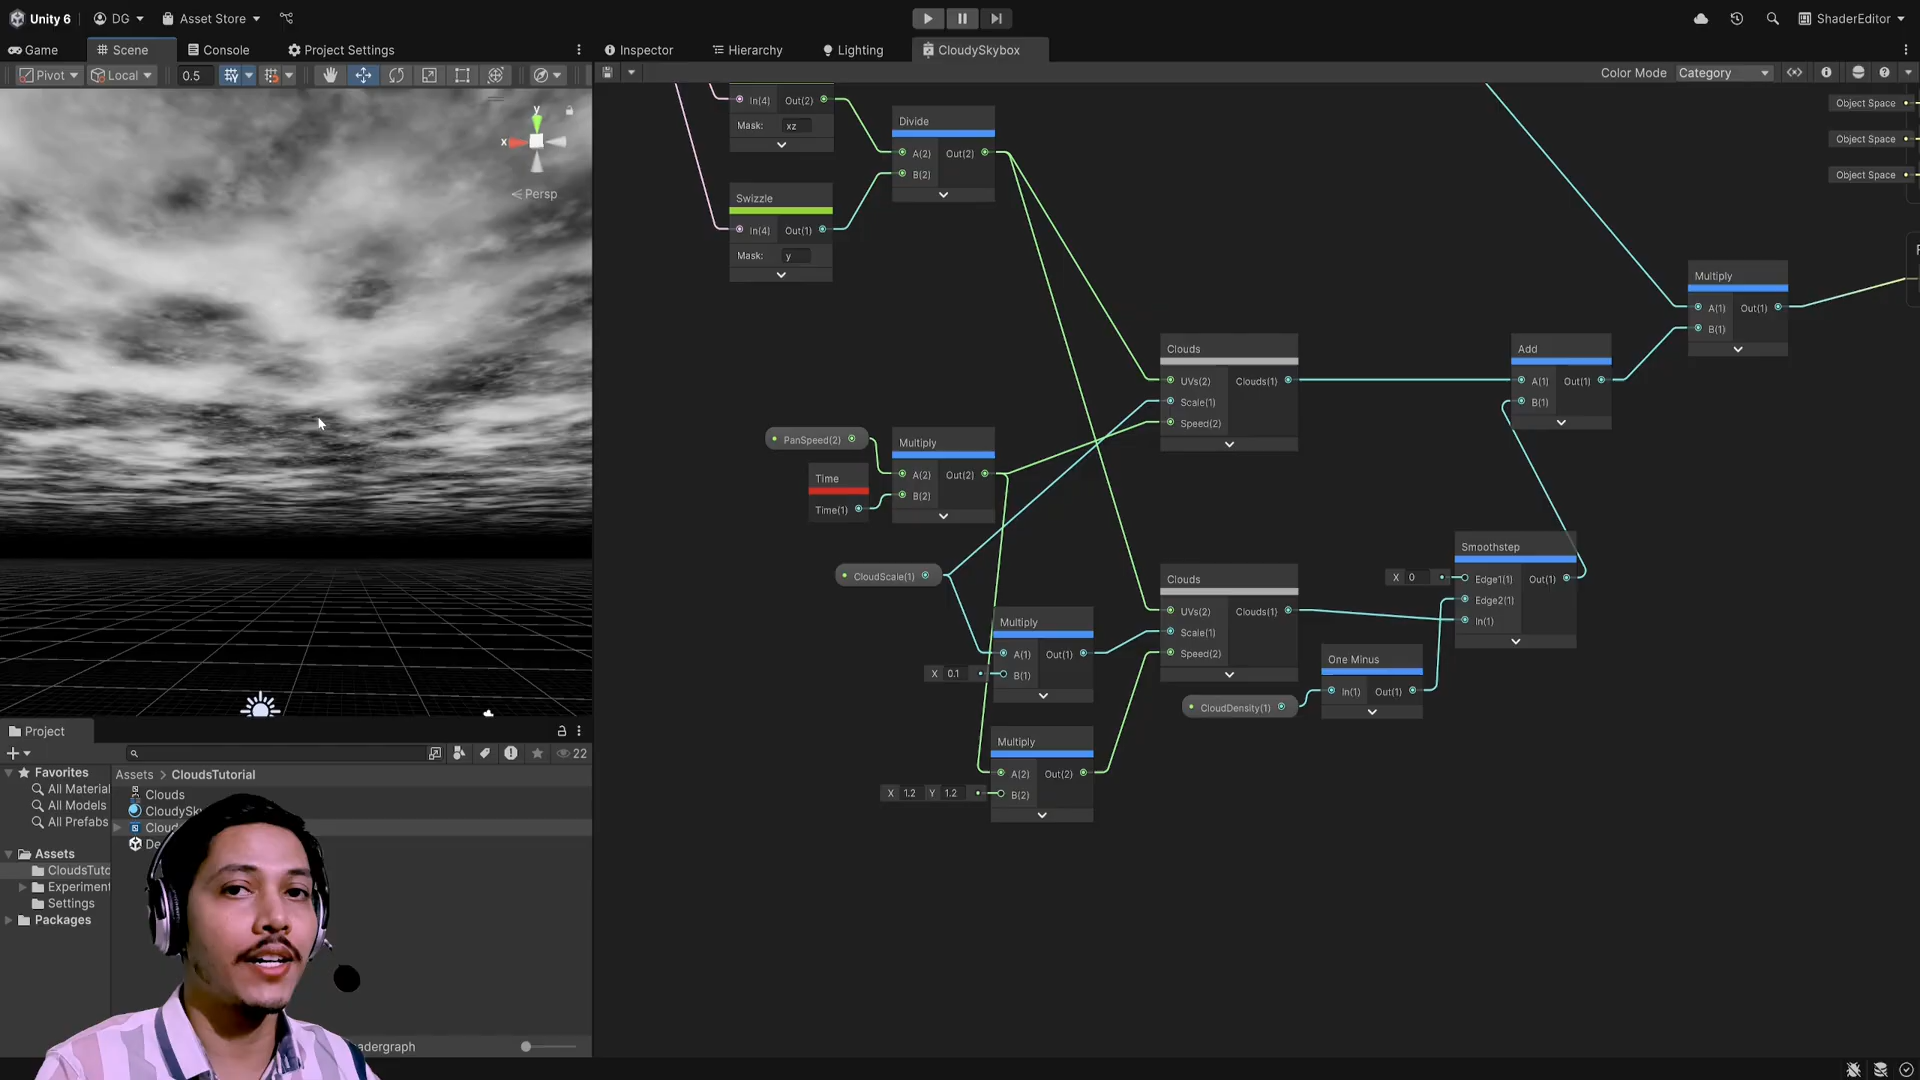 Unity 6
DG
Asset Store
ShaderEditor
Game
Scene
Console
Project Settings
Inspector
Hierarchy
Lighting
CloudySkybox
Pivot
Local
0.5
Color Mode
Category
y
x
Persp
In(4)
Out(2)
Mask:
xz
Divide
A(2)
Out(2)
B(2)
Swizzle
In(4)
Out(1)
Mask:
y
Object Space
Object Space
Object Space
Multiply
A(1)
Out(1)
B(1)
Clouds
UVs(2)
Clouds(1)
Scale(1)
Speed(2)
Add
A(1)
Out(1)
B(1)
PanSpeed(2)
Multiply
A(2)
Out(2)
B(2)
Time
Time(1)
CloudScale(1)
Clouds
UVs(2)
Clouds(1)
Scale(1)
Speed(2)
Smoothstep
X 0
Edge1(1)
Out(1)
Edge2(1)
In(1)
Multiply
A(1)
Out(1)
X 0.1
B(1)
One Minus
In(1)
Out(1)
CloudDensity(1)
Multiply
A(2)
Out(2)
X 1.2 Y 1.2
B(2)
Project
22
Favorites
All Material
All Models
All Prefabs
Assets
CloudsTuto
Experiment
Settings
Packages
Assets > CloudsTutorial
Clouds
CloudySk
Cloud
De
adergraph